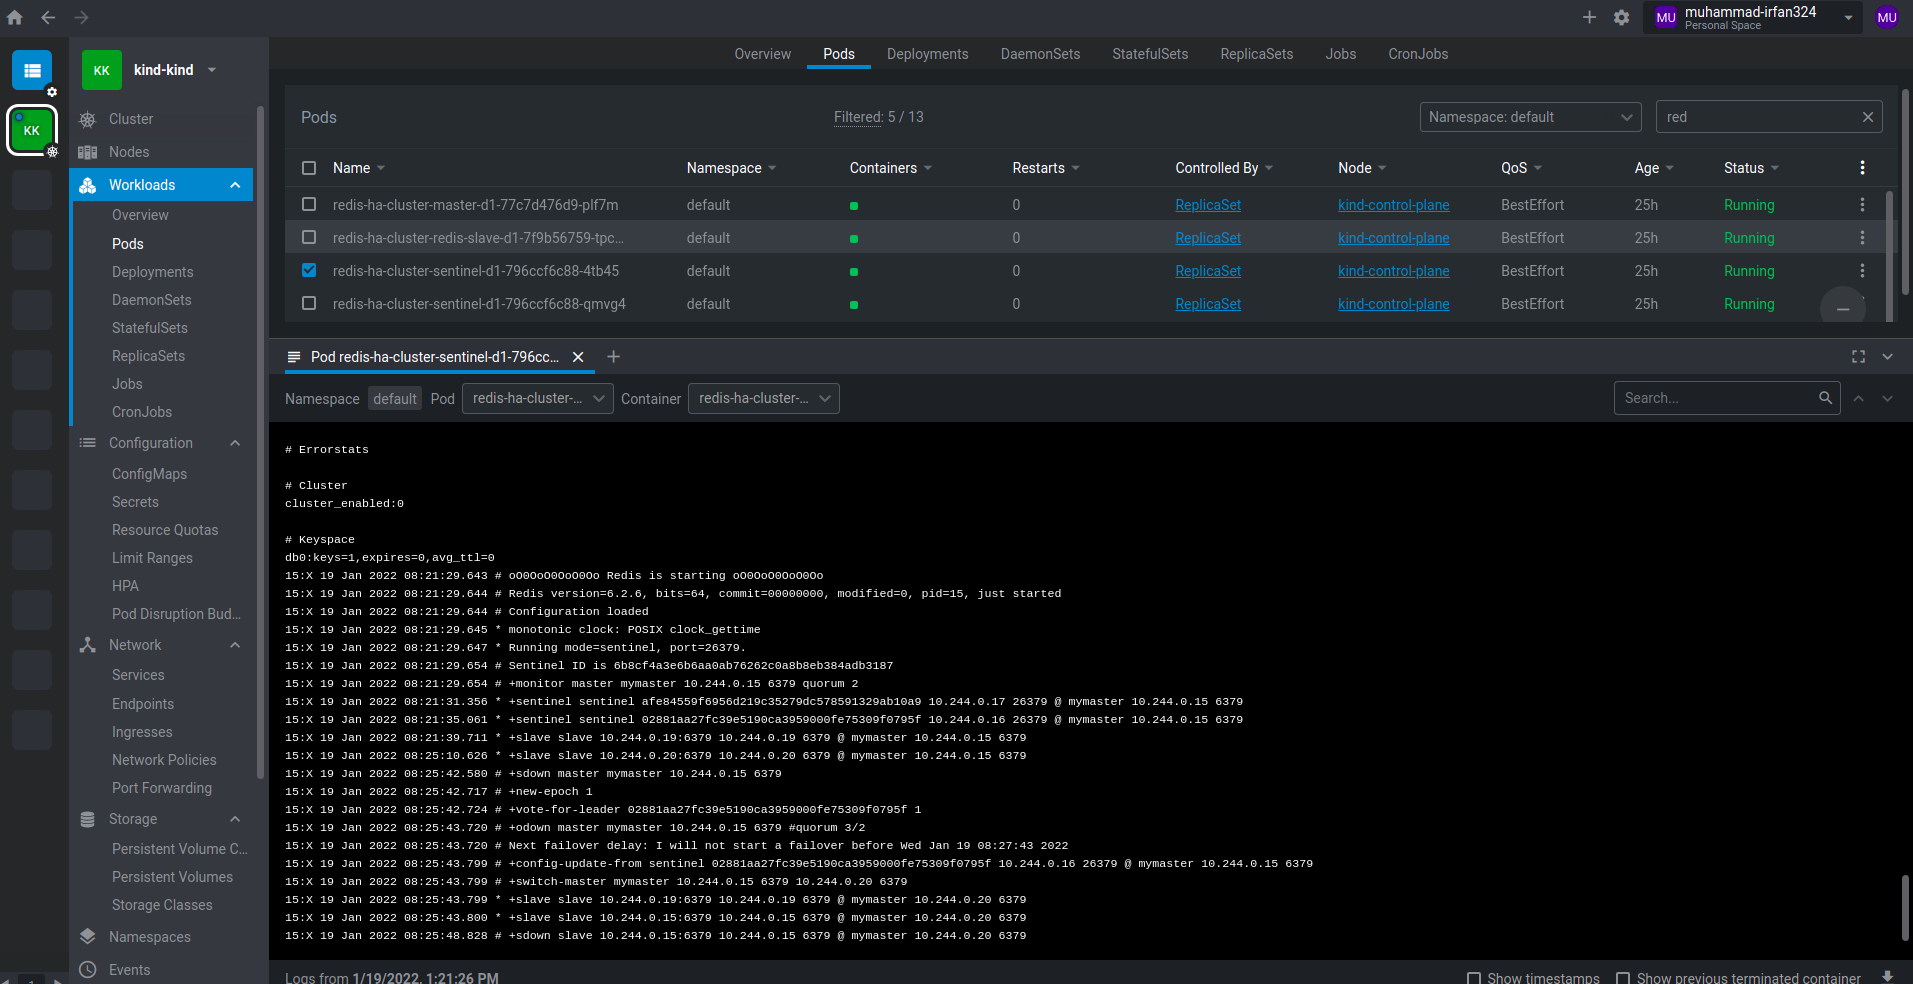 MU muhammad-irfan324 MU
Personal Space
KK kind-kind
KK
Cluster
Nodes
Workloads
Overview
Pods
Deployments
DaemonSets
StatefulSets
ReplicaSets
Jobs
CronJobs
Configuration
ConfigMaps
Secrets
Resource Quotas
Limit Ranges
HPA
Pod Disruption Bud...
Network
Services
Endpoints
Ingresses
Network Policies
Port Forwarding
Storage
Persistent Volume C...
Persistent Volumes
Storage Classes
Namespaces
Events
1
Overview Pods Deployments DaemonSets StatefulSets ReplicaSets Jobs CronJobs
Pods Filtered: 5 / 13 Namespace: default red
Name Namespace Containers Restarts Controlled By Node QoS Age Status
redis-ha-cluster-master-d1-77c7d476d9-plf7m default 0 ReplicaSet kind-control-plane BestEffort 25h Running
redis-ha-cluster-redis-slave-d1-7f9b56759-tpc... default 0 ReplicaSet kind-control-plane BestEffort 25h Running
redis-ha-cluster-sentinel-d1-796ccf6c88-4tb45 default 0 ReplicaSet kind-control-plane BestEffort 25h Running
redis-ha-cluster-sentinel-d1-796ccf6c88-qmvg4 default 0 ReplicaSet kind-control-plane BestEffort 25h Running
Pod redis-ha-cluster-sentinel-d1-796cc...
Namespace default Pod redis-ha-cluster-... Container redis-ha-cluster-... Search...
# Errorstats
# Cluster
cluster_enabled:0
# Keyspace
db0:keys=1,expires=0,avg_ttl=0
15:X 19 Jan 2022 08:21:29.643 # oO0OoO0OoO0Oo Redis is starting oO0OoO0OoO0Oo
15:X 19 Jan 2022 08:21:29.644 # Redis version=6.2.6, bits=64, commit=00000000, modified=0, pid=15, just started
15:X 19 Jan 2022 08:21:29.644 # Configuration loaded
15:X 19 Jan 2022 08:21:29.645 * monotonic clock: POSIX clock_gettime
15:X 19 Jan 2022 08:21:29.647 * Running mode=sentinel, port=26379.
15:X 19 Jan 2022 08:21:29.654 # Sentinel ID is 6b8cf4a3e6b6aa0ab76262c0a8b8eb384adb3187
15:X 19 Jan 2022 08:21:29.654 # +monitor master mymaster 10.244.0.15 6379 quorum 2
15:X 19 Jan 2022 08:21:31.356 * +sentinel sentinel afe84559f6956d219c35279dc578591329ab10a9 10.244.0.17 26379 @ mymaster 10.244.0.15 6379
15:X 19 Jan 2022 08:21:35.061 * +sentinel sentinel 02881aa27fc39e5190ca3959000fe75309f0795f 10.244.0.16 26379 @ mymaster 10.244.0.15 6379
15:X 19 Jan 2022 08:21:39.711 * +slave slave 10.244.0.19:6379 10.244.0.19 6379 @ mymaster 10.244.0.15 6379
15:X 19 Jan 2022 08:25:10.626 * +slave slave 10.244.0.20:6379 10.244.0.20 6379 @ mymaster 10.244.0.15 6379
15:X 19 Jan 2022 08:25:42.580 # +sdown master mymaster 10.244.0.15 6379
15:X 19 Jan 2022 08:25:42.717 # +new-epoch 1
15:X 19 Jan 2022 08:25:42.724 # +vote-for-leader 02881aa27fc39e5190ca3959000fe75309f0795f 1
15:X 19 Jan 2022 08:25:43.720 # +odown master mymaster 10.244.0.15 6379 #quorum 3/2
15:X 19 Jan 2022 08:25:43.720 # Next failover delay: I will not start a failover before Wed Jan 19 08:27:43 2022
15:X 19 Jan 2022 08:25:43.799 # +config-update-from sentinel 02881aa27fc39e5190ca3959000fe75309f0795f 10.244.0.16 26379 @ mymaster 10.244.0.15 6379
15:X 19 Jan 2022 08:25:43.799 # +switch-master mymaster 10.244.0.15 6379 10.244.0.20 6379
15:X 19 Jan 2022 08:25:43.799 * +slave slave 10.244.0.19:6379 10.244.0.19 6379 @ mymaster 10.244.0.20 6379
15:X 19 Jan 2022 08:25:43.800 * +slave slave 10.244.0.15:6379 10.244.0.15 6379 @ mymaster 10.244.0.20 6379
15:X 19 Jan 2022 08:25:48.828 # +sdown slave 10.244.0.15:6379 10.244.0.15 6379 @ mymaster 10.244.0.20 6379
Logs from 1/19/2022, 1:21:26 PM Show timestamps Show previous terminated container